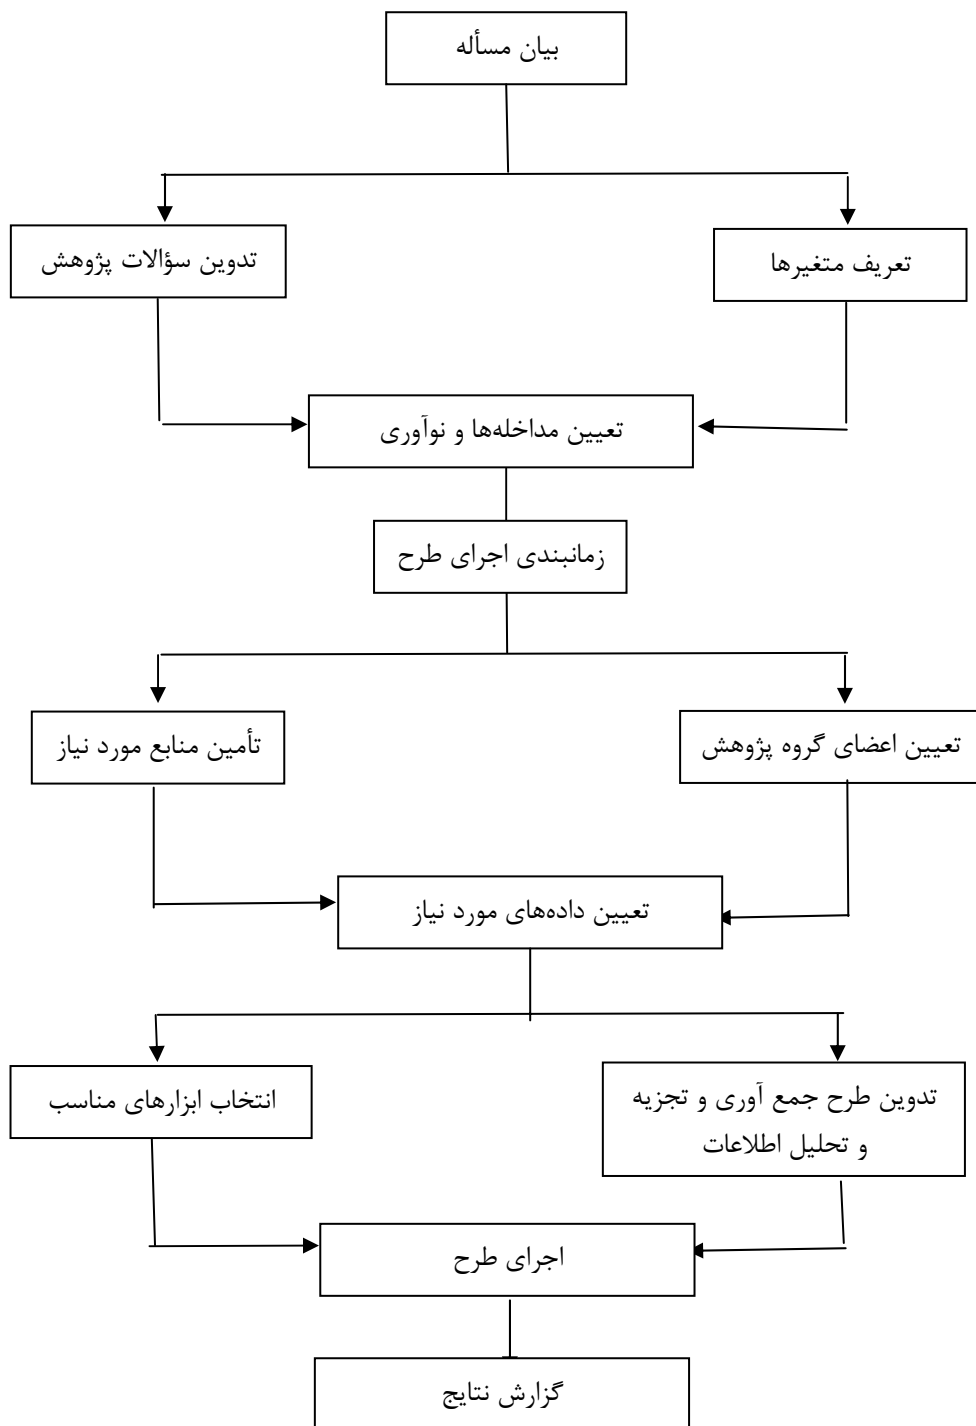 بیان مسأله
تعریف متغیرها
تدوین سؤالات پژوهش
تعیین مداخله‌ها و نوآوری
زمانبندی اجرای طرح
تعیین اعضای گروه پژوهش
تأمین منابع مورد نیاز
تعیین داده‌های مورد نیاز
تدوین طرح جمع آوری و تجزیه
و تحلیل اطلاعات
انتخاب ابزارهای مناسب
اجرای طرح
گزارش نتایج